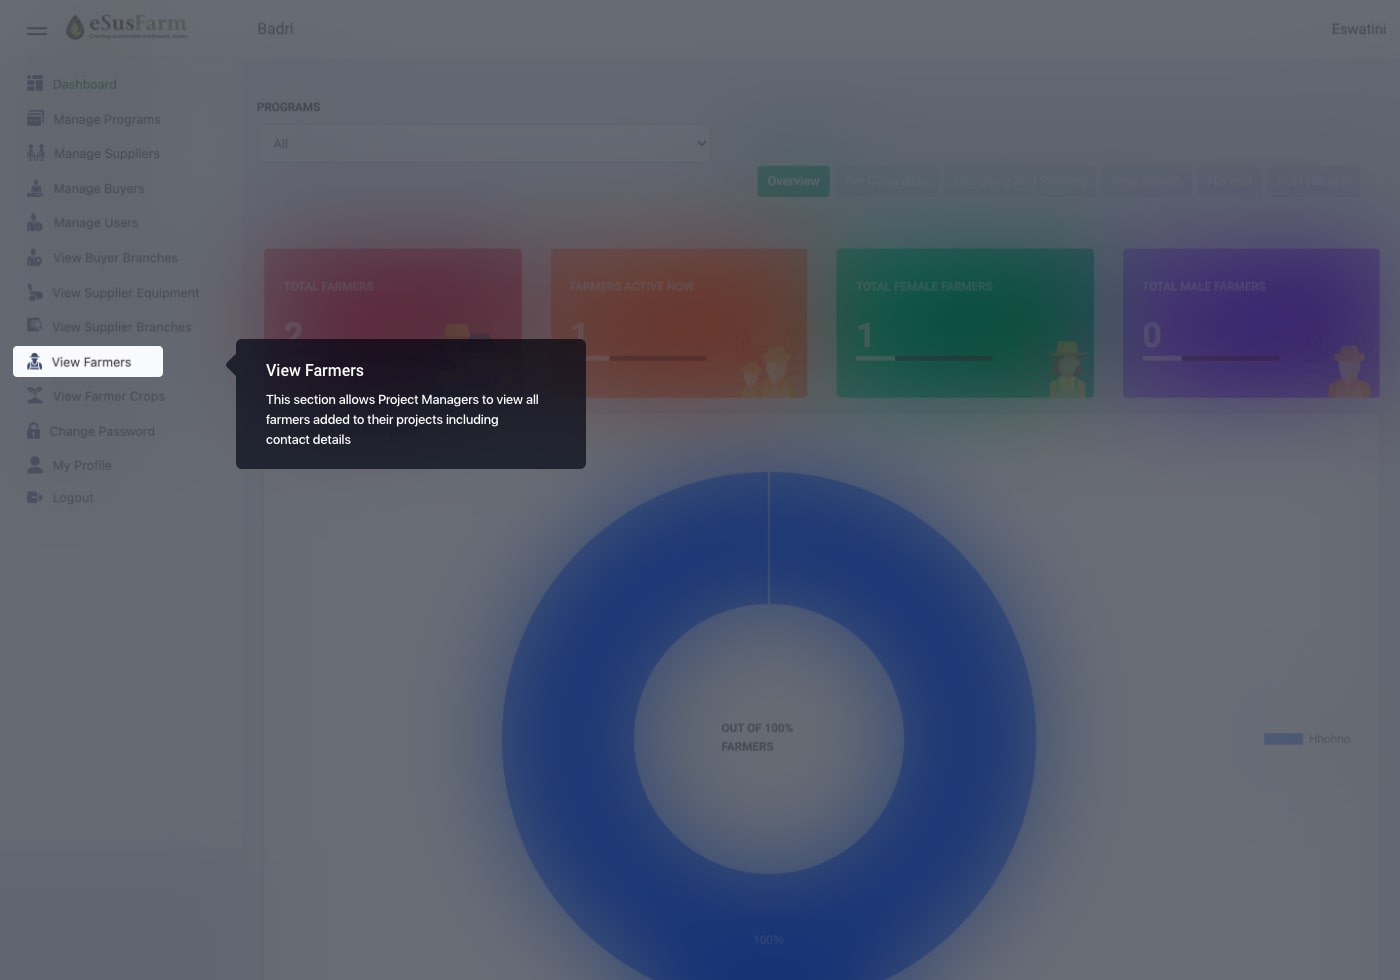 eSusFarm
Creating sustainable livelihoods, today
Badri
Eswatini
Dashboard
Manage Programs
Manage Suppliers
Manage Buyers
Manage Users
View Buyer Branches
View Supplier Equipment
View Supplier Branches
View Farmers
View Farmer Crops
Change Password
My Profile
Logout
PROGRAMS
All
Overview
Pre Cultivation
Ploughing And Planting
Crop Growth
Harvest
Post Harvest
TOTAL FARMERS
2
FARMERS ACTIVE NOW
1
TOTAL FEMALE FARMERS
1
TOTAL MALE FARMERS
0
View Farmers
This section allows Project Managers to view all
farmers added to their projects including
contact details
OUT OF 100%
FARMERS
Hhohho
100%